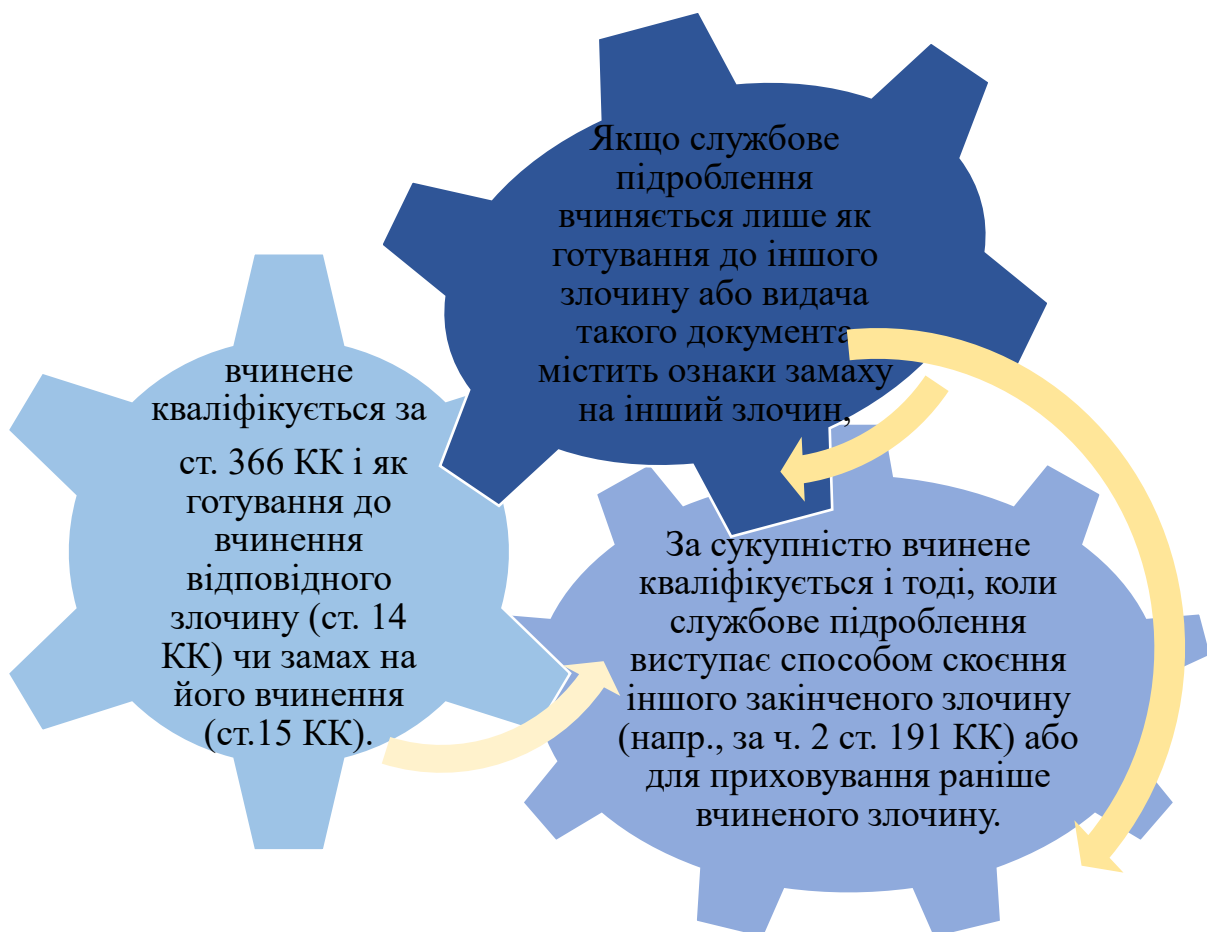 Якщо службове
підроблення
вчиняється лише як
готування до іншого
злочину або видача
такого документа
містить ознаки замаху
на інший злочин,
вчинене
кваліфікується за
ст. 366 КК і як
готування до
вчинення
відповідного
злочину (ст. 14
КК) чи замах на
його вчинення
(ст.15 КК).
За сукупністю вчинене
кваліфікується і тоді, коли
службове підроблення
виступає способом скоєння
іншого закінченого злочину
(напр., за ч. 2 ст. 191 КК) або
для приховування раніше
вчиненого злочину.